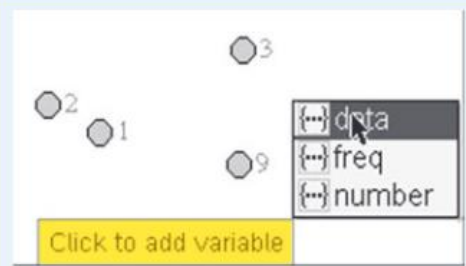 3
2
1
9
data
freq
number
Click to add variable